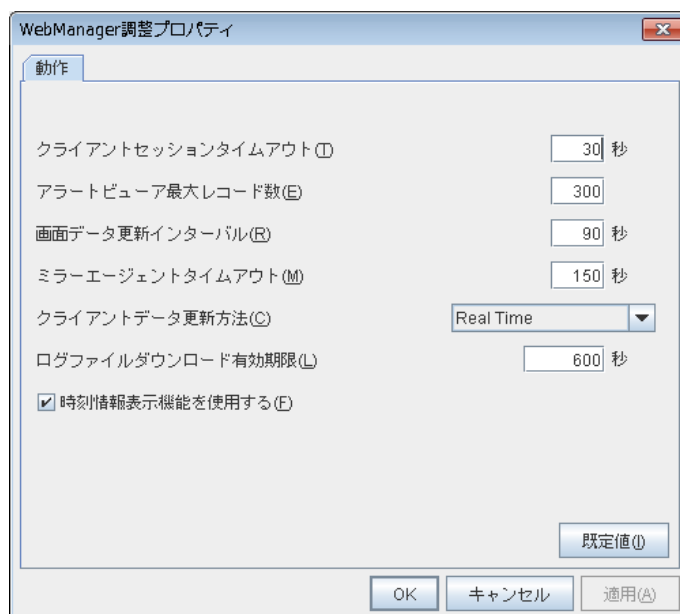 WebManager調整プロパティ
動作
クライアントセッションタイムアウト(T) 30 秒
アラートビューア最大レコード数(E) 300
画面データ更新インターバル(R) 90 秒
ミラーエージェントタイムアウト(M) 150 秒
クライアントデータ更新方法(C) Real Time
ログファイルダウンロード有効期限(L) 600 秒
時刻情報表示機能を使用する(F)
既定値(I)
OK キャンセル 適用(A)